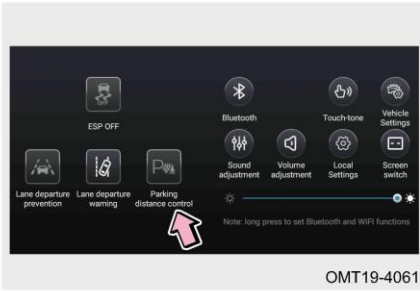 ESP OFF
Bluetooth
Touch-tone
Vehicle
Settings
Lane departure
prevention
Lane departure
warning
Parking
distance control
Sound
adjustment
Volume
adjustment
Local
Settings
Screen
switch
Note: long press to set Bluetooth and WIFI functions
OMT19-4061